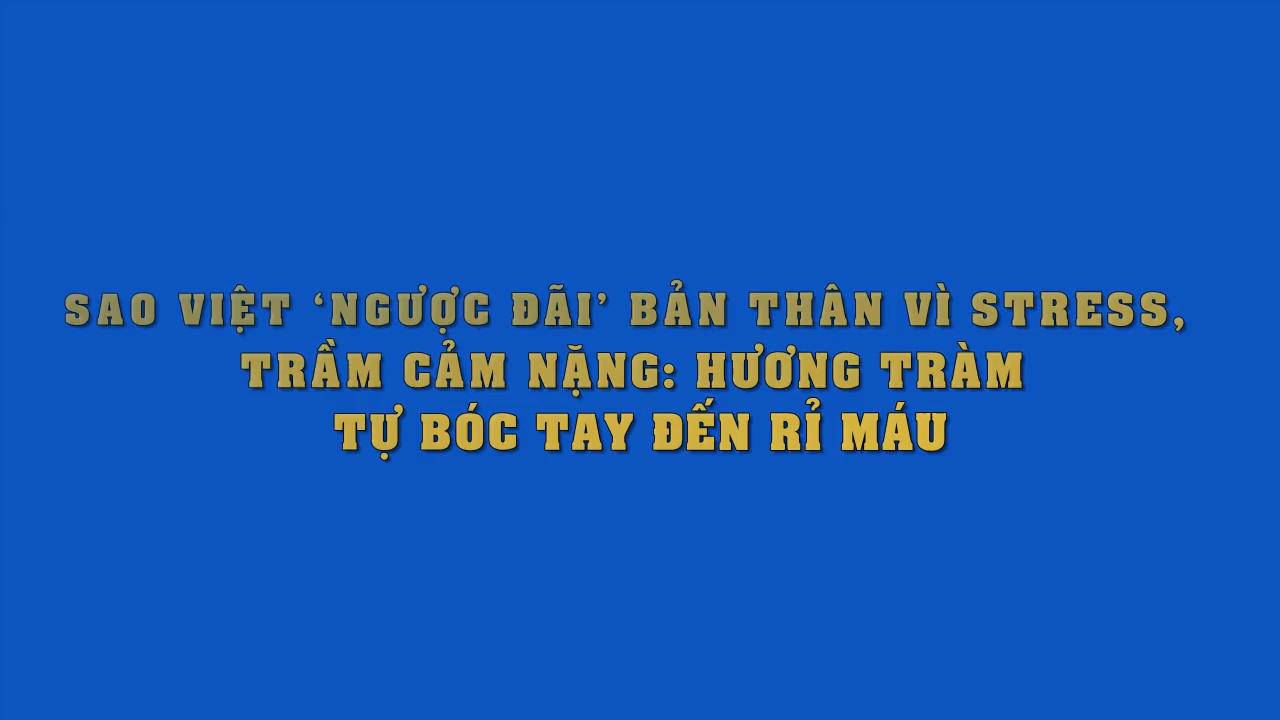 SAO VIỆT ‘NGƯỢC ĐÃI’ BẢN THÂN VÌ STRESS,
TRẦM CẢM NẶNG: HƯƠNG TRÀM
TỰ BÓC TAY ĐẾN RỈ MÁU